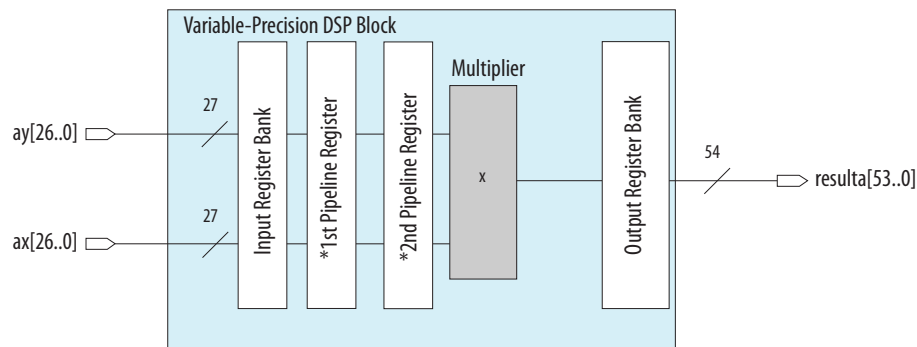 Variable-Precision DSP Block
Multiplier
27
ay[26..0]
27
ax[26..0]
Input Register Bank
*1st Pipeline Register
*2nd Pipeline Register
x
Output Register Bank
54
resulta[53..0]